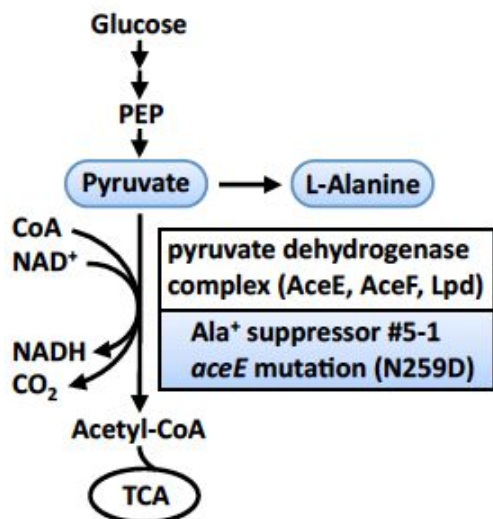 Glucose
PEP
Pyruvate
L-Alanine
CoA
NAD⁺
pyruvate dehydrogenase
complex (AceE, AceF, Lpd)
Ala⁺ suppressor #5-1
aceE mutation (N259D)
NADH
CO₂
Acetyl-CoA
TCA